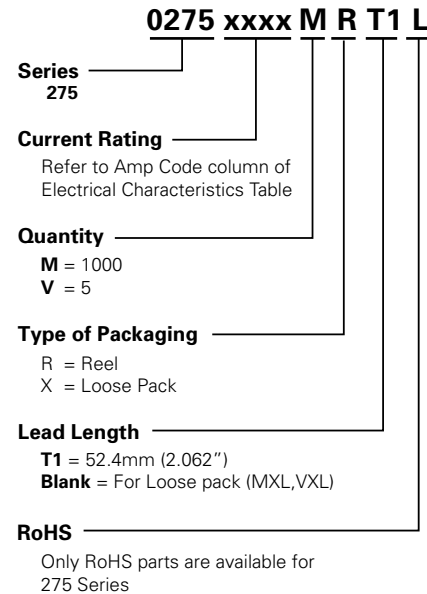 0275 xxxx M R T1 L
Series
275
Current Rating
Refer to Amp Code column of
Electrical Characteristics Table
Quantity
M = 1000
V = 5
Type of Packaging
R = Reel
X = Loose Pack
Lead Length
T1 = 52.4mm (2.062”)
Blank = For Loose pack (MXL,VXL)
RoHS
Only RoHS parts are available for
275 Series